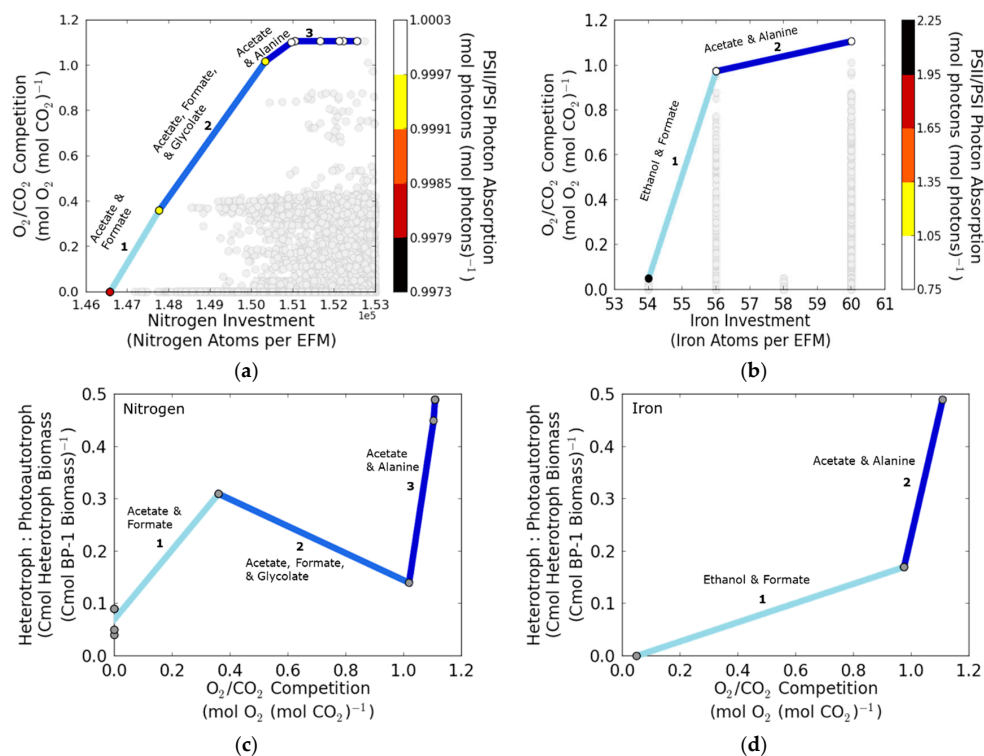 1.2
1.0
0.8
0.6
0.4
0.2
0.0
O2/CO2 Competition
(mol O2 (mol CO2)−1
Acetate &
Formate
1
Acetate, Formate,
& Glycolate
2
Acetate
& Alanine
3
1.46 1.47 1.48 1.49 1.50 1.51 1.52 1.53
1e5
Nitrogen Investment
(Nitrogen Atoms per EFM)
1.0003
0.9997
0.9991
0.9985
0.9979
0.9973
PSII/PSI Photon Absorption
(mol photons (mol photons)−1)
(a)
1.2
1.0
0.8
0.6
0.4
0.2
0.0
O2/CO2 Competition
(mol O2 (mol CO2)−1
Ethanol & Formate
1
Acetate & Alanine
2
53 54 55 56 57 58 59 60 61
Iron Investment
(Iron Atoms per EFM)
2.25
1.95
1.65
1.35
1.05
0.75
PSII/PSI Photon Absorption
(mol photons (mol photons)−1)
(b)
0.5
0.4
0.3
0.2
0.1
0.0
Heterotroph : Photoautotroph
(Cmol Heterotroph Biomass
(Cmol BP-1 Biomass)−1)
Nitrogen
Acetate &
Formate
1
2
Acetate, Formate,
& Glycolate
Acetate
& Alanine
3
0.0 0.2 0.4 0.6 0.8 1.0 1.2
O2/CO2 Competition
(mol O2 (mol CO2)−1
(c)
0.5
0.4
0.3
0.2
0.1
0.0
Heterotroph : Photoautotroph
(Cmol Heterotroph Biomass
(Cmol BP-1 Biomass)−1)
Iron
Acetate & Alanine
2
Ethanol & Formate
1
0.0 0.2 0.4 0.6 0.8 1.0 1.2
O2/CO2 Competition
(mol O2 (mol CO2)−1
(d)